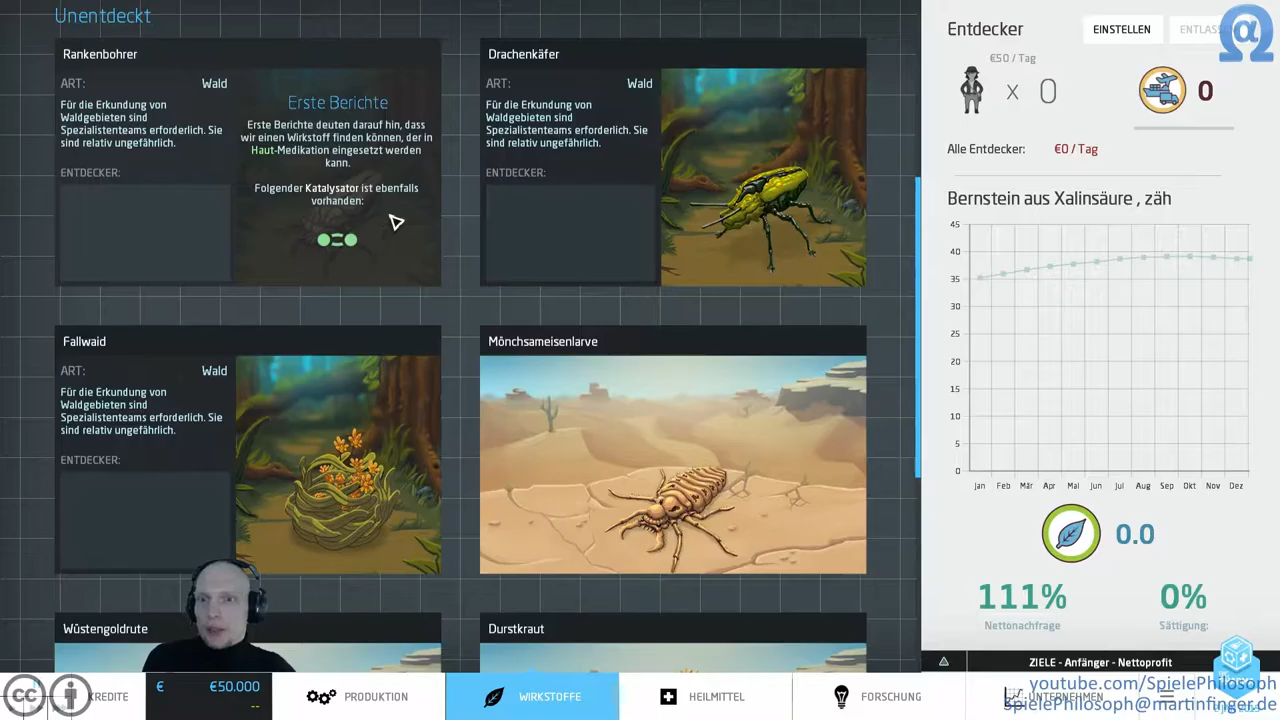 Unentdeckt
Rankenbohrer
ART: Wald
Für die Erkundung von
Waldgebieten sind
Spezialistenteams erforderlich. Sie
sind relativ ungefährlich.
ENTDECKER:
Erste Berichte
Erste Berichte deuten darauf hin, dass
wir einen Wirkstoff finden können, der in
Haut-Medikation eingesetzt werden
kann.
Folgender Katalysator ist ebenfalls
vorhanden:
Drachenkäfer
ART: Wald
Für die Erkundung von
Waldgebieten sind
Spezialistenteams erforderlich. Sie
sind relativ ungefährlich.
ENTDECKER:
Fallwaid
ART: Wald
Für die Erkundung von
Waldgebieten sind
Spezialistenteams erforderlich. Sie
sind relativ ungefährlich.
ENTDECKER:
Mönchsameisenlarve
Wüstengoldrute
Durstkraut
Entdecker
EINSTELLEN
€50 / Tag
X 0
0
Alle Entdecker: €0 / Tag
Bernstein aus Xalinsäure , zäh
45
40
35
30
25
20
15
10
5
0
Jan Feb Mär Apr Mai Jun Jul Aug Sep Okt Nov Dez
0.0
111%
Nettonachfrage
0%
Sättigung:
ZIELE - Anfänger - Nettoprofit
KREDITE
€ €50.000
--
PRODUKTION
WIRKSTOFFE
HEILMITTEL
FORSCHUNG
UNTERNEHMEN
cc
youtube.com/SpielePhilosoph
SpielePhilosoph@martinfinger.de